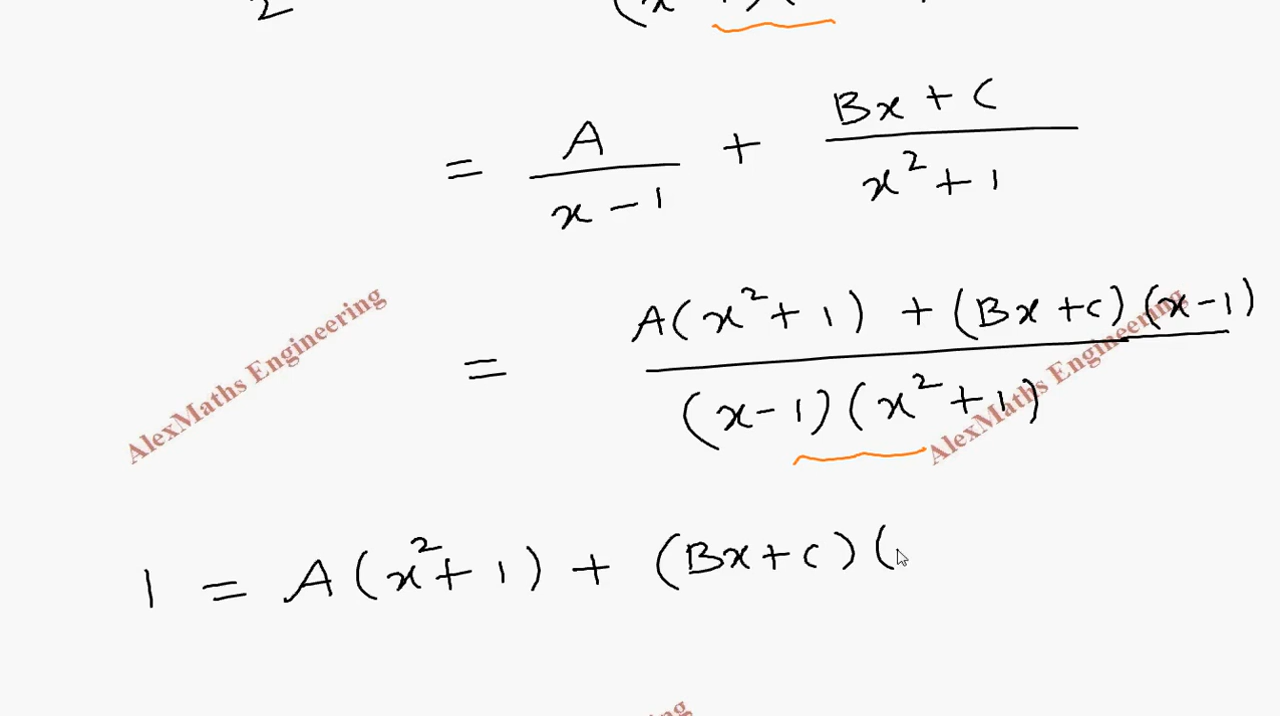 2 (x
= A/(x - 1) + (Bx + C)/(x² + 1)
= (A(x² + 1) + (Bx + C)(x - 1))/((x - 1)(x² + 1))
AlexMaths Engineering
AlexMaths Engineering
1 = A(x² + 1) + (Bx + C)(